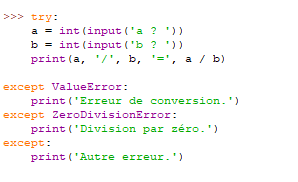 >>> try:
    a = int(input('a ? '))
    b = int(input('b ? '))
    print(a, '/', b, '=', a / b)
except ValueError:
    print('Erreur de conversion.')
except ZeroDivisionError:
    print('Division par zéro.')
except:
    print('Autre erreur.')